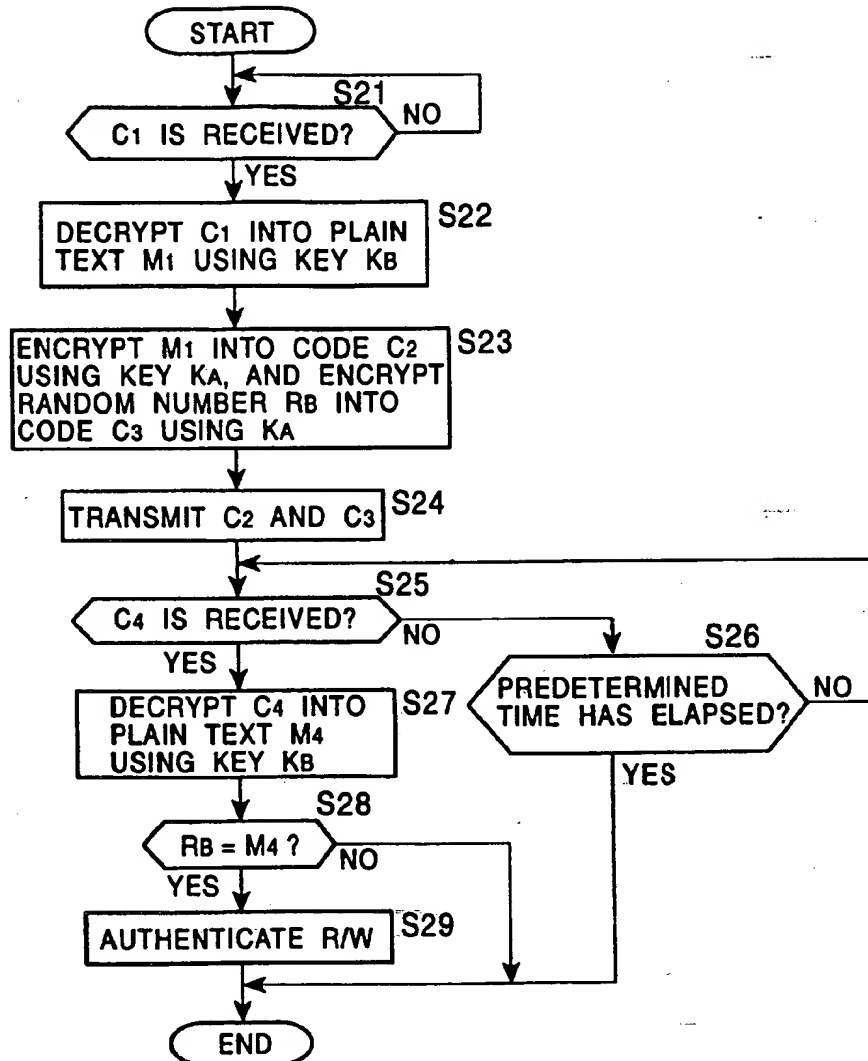 START
S21
C1 IS RECEIVED?
NO
YES
S22
DECRYPT C1 INTO PLAIN
TEXT M1 USING KEY KB
S23
ENCRYPT M1 INTO CODE C2
USING KEY KA, AND ENCRYPT
RANDOM NUMBER RB INTO
CODE C3 USING KA
TRANSMIT C2 AND C3
S24
S25
C4 IS RECEIVED?
NO
YES
S26
PREDETERMINED
TIME HAS ELAPSED?
NO
YES
DECRYPT C4 INTO
PLAIN TEXT M4
USING KEY KB
S27
S28
RB = M4 ?
NO
YES
AUTHENTICATE R/W
S29
END